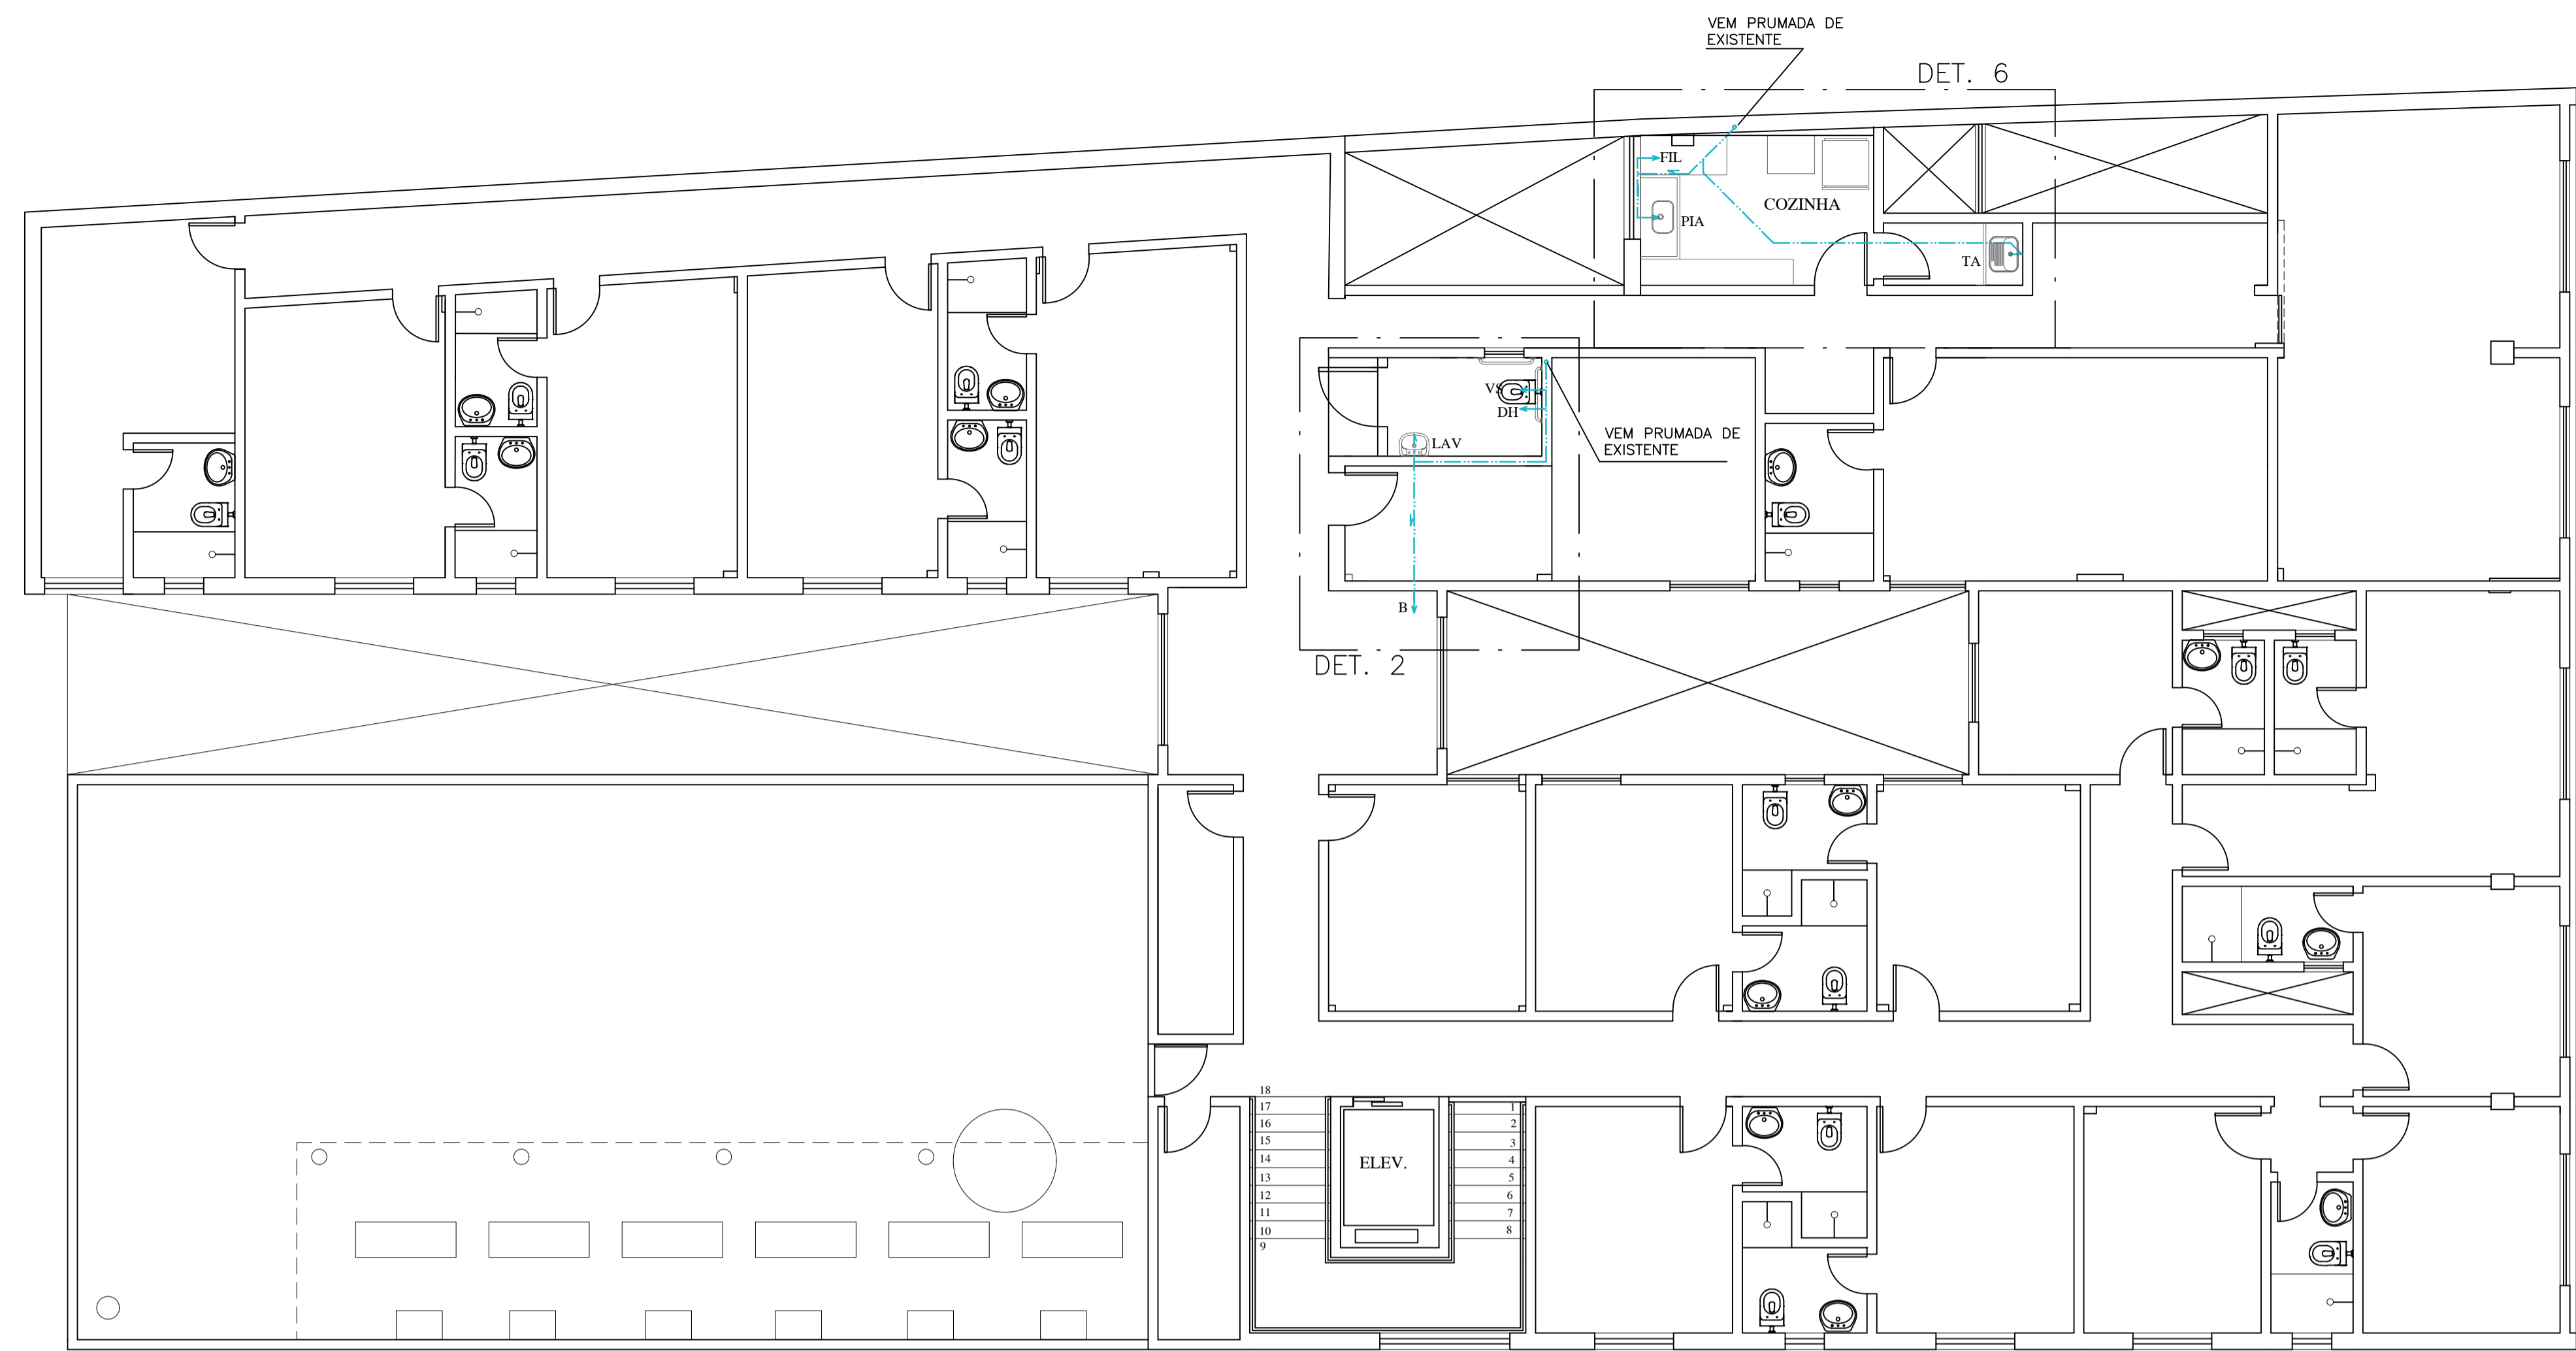 VEM PRUMADA DE
EXISTENTE
DET. 6
FIL
COZINHA
PIA
TA
VS
DH
LAV
VEM PRUMADA DE
EXISTENTE
B
DET. 2
18
17
16
15
14
13
12
11
10
9
ELEV.
1
2
3
4
5
6
7
8